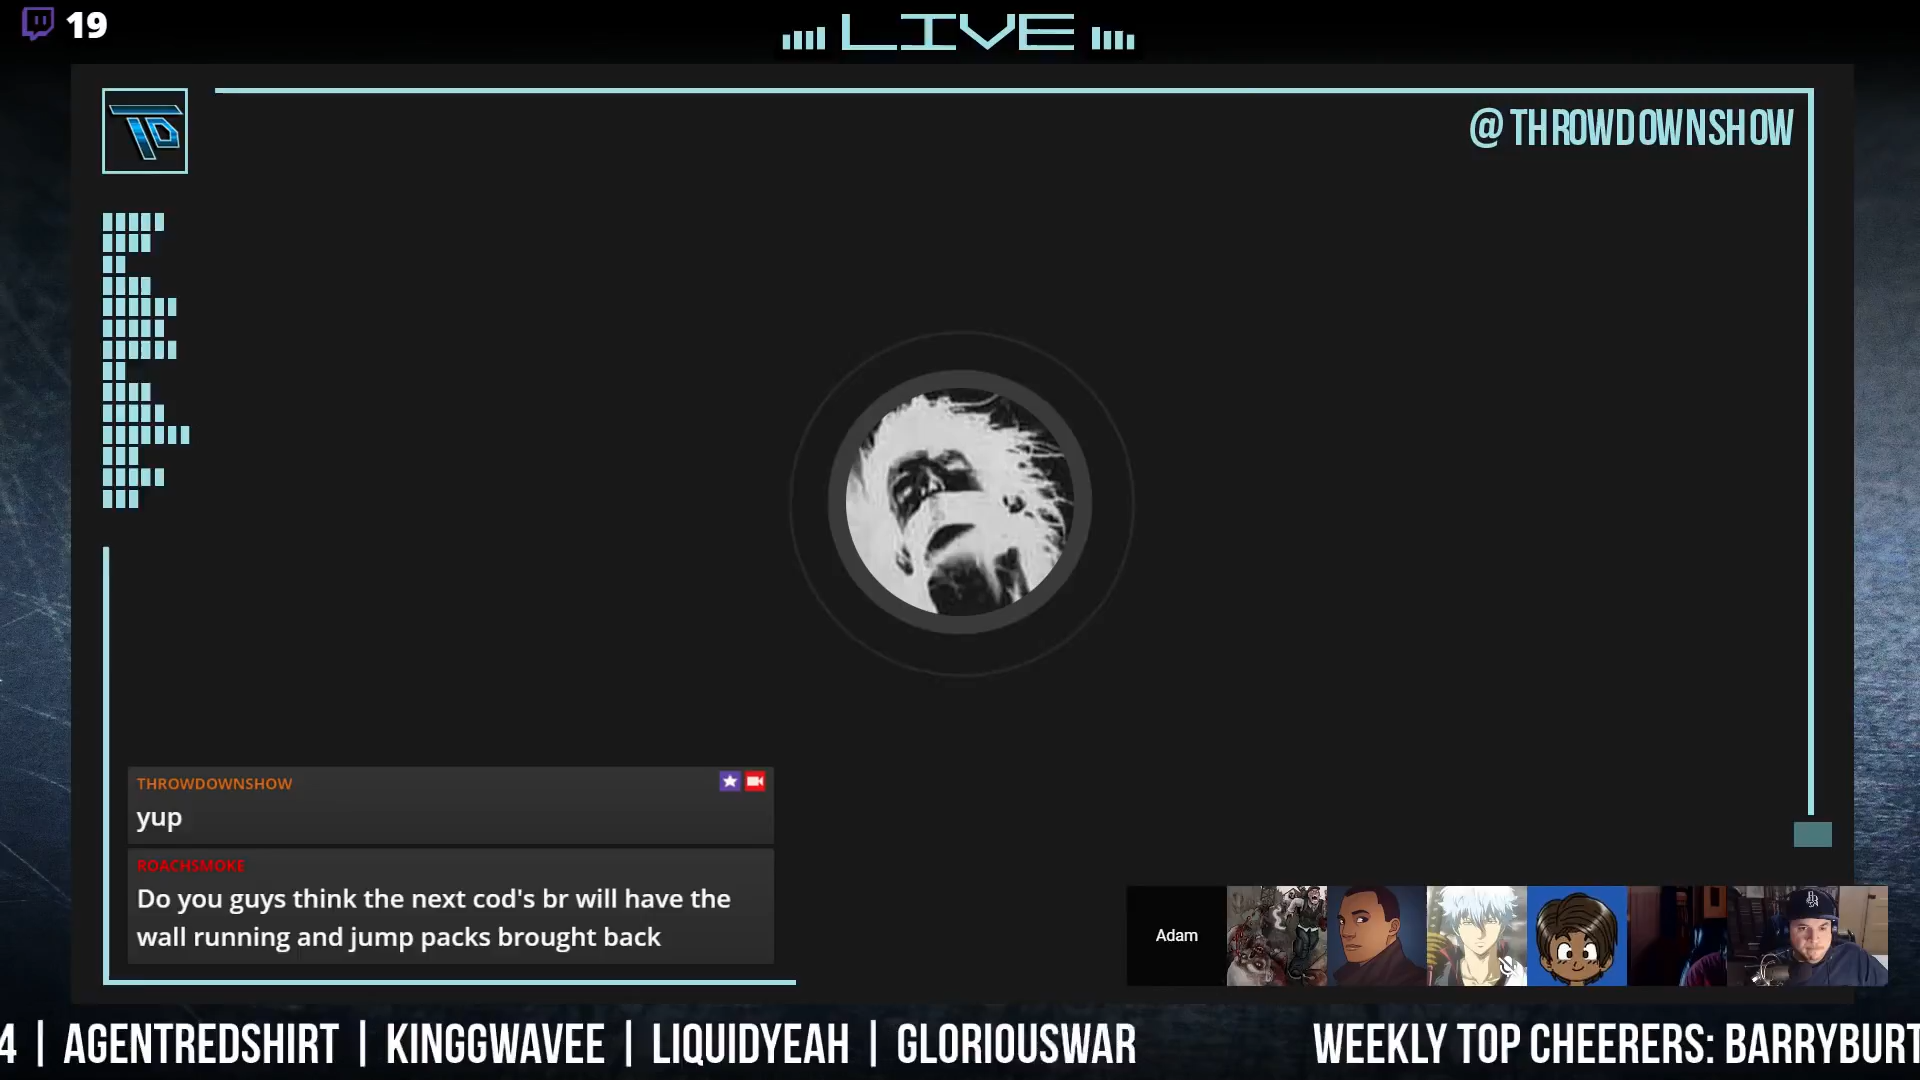 19
LIVE
TD
@THROWDOWNSHOW
THROWDOWNSHOW
yup
ROACHSMOKE
Do you guys think the next cod's br will have the
wall running and jump packs brought back
Adam
4 | AGENTREDSHIRT | KINGGWAVEE | LIQUIDYEAH | GLORIOUSWAR WEEKLY TOP CHEERERS: BARRYBURT